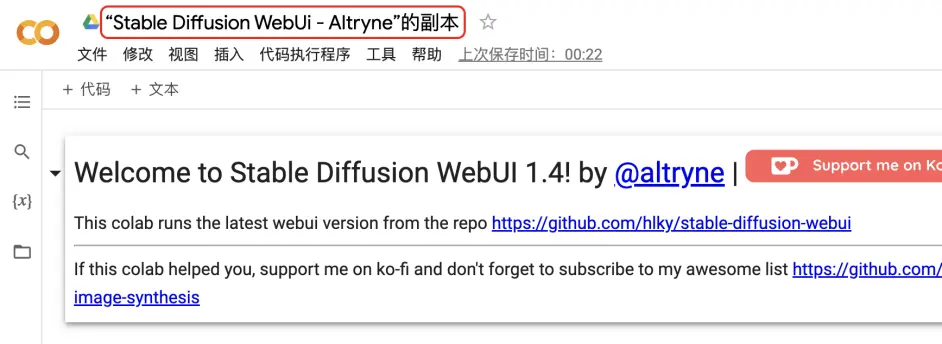 “Stable Diffusion WebUi - Altryne”的副本
文件 修改 视图 插入 代码执行程序 工具 帮助 上次保存时间：00:22
+ 代码 + 文本
Welcome to Stable Diffusion WebUI 1.4! by @altryne | Support me on Ko
{x}
This colab runs the latest webui version from the repo https://github.com/hlky/stable-diffusion-webui
If this colab helped you, support me on ko-fi and don't forget to subscribe to my awesome list https://github.com/
image-synthesis